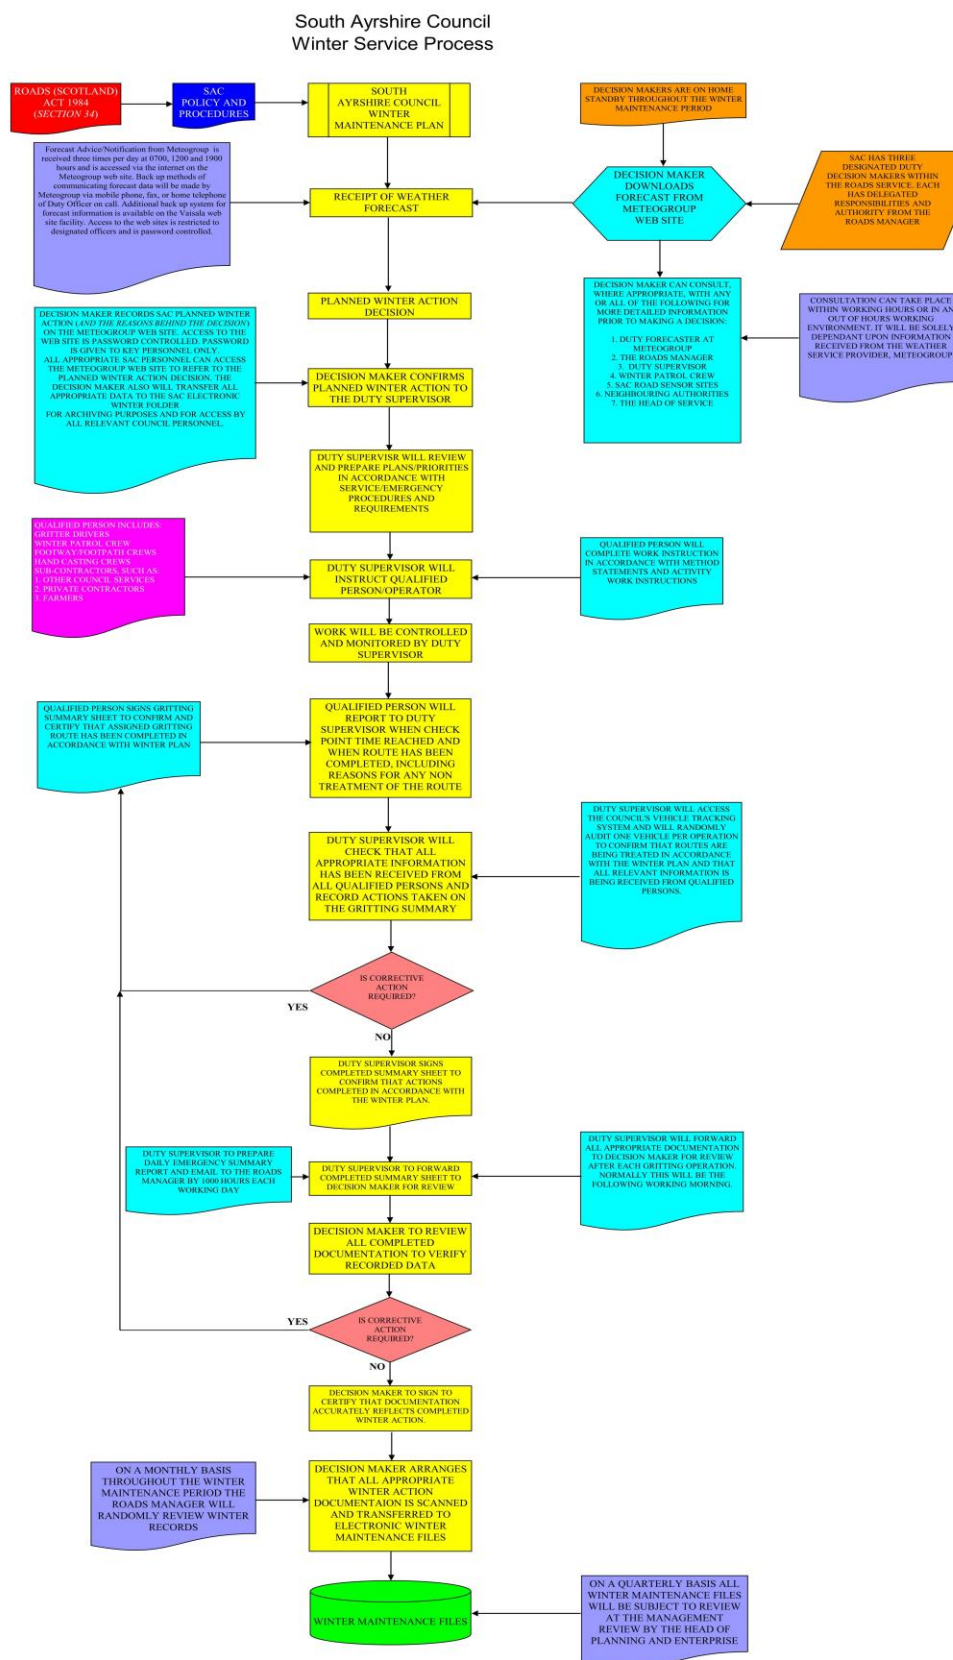 South Ayrshire Council
Winter Service Process
ROADS (SCOTLAND)
ACT 1984
(SECTION 34)
SAC
POLICY AND
PROCEDURES
SOUTH
AYRSHIRE COUNCIL
WINTER
MAINTENANCE PLAN
DECISION MAKERS ARE ON HOME
STANDBY THROUGHOUT THE WINTER
MAINTENANCE PERIOD
Forecast Advice/Notification from Meteogroup is
received three times per day at 0700, 1200 and 1900
hours and is accessed via the internet on the
Meteogroup web site. Back up methods of
communicating forecast data will be made by
Meteogroup via mobile phone, fax, or home telephone
of Duty Officer on call. Additional back up system for
forecast information is available on the Vaisala web
site facility. Access to the web sites is restricted to
designated officers and is password controlled.
RECEIPT OF WEATHER
FORECAST
DECISION MAKER
DOWNLOADS
FORECAST FROM
METEOGROUP
WEB SITE
SAC HAS THREE
DESIGNATED DUTY
DECISION MAKERS WITHIN
THE ROADS SERVICE. EACH
HAS DELEGATED
RESPONSIBILITIES AND
AUTHORITY FROM THE
ROADS MANAGER
PLANNED WINTER ACTION
DECISION
DECISION MAKER CAN CONSULT,
WHERE APPROPRIATE, WITH ANY
OR ALL OF THE FOLLOWING FOR
MORE DETAILED INFORMATION
PRIOR TO MAKING A DECISION:
1. DUTY FORECASTER AT
METEOGROUP
2. THE ROADS MANAGER
3. DUTY SUPERVISOR
4. WINTER PATROL CREW
5. SAC ROAD SENSOR SITES
6. NEIGHBOURING AUTHORITIES
7. THE HEAD OF SERVICE
CONSULTATION CAN TAKE PLACE
WITHIN WORKING HOURS OR IN AN
OUT OF HOURS WORKING
ENVIRONMENT. IT WILL BE SOLELY
DEPENDANT UPON INFORMATION
RECEIVED FROM THE WEATHER
SERVICE PROVIDER, METEOGROUP
DECISION MAKER RECORDS SAC PLANNED WINTER
ACTION (AND THE REASONS BEHIND THE DECISION)
ON THE METEOGROUP WEB SITE. ACCESS TO THE
WEB SITE IS PASSWORD CONTROLLED. PASSWORD
IS GIVEN TO KEY PERSONNEL ONLY.
ALL APPROPRIATE SAC PERSONNEL CAN ACCESS
THE METEOGROUP WEB SITE TO REFER TO THE
PLANNED WINTER ACTION DECISION. THE
DECISION MAKER ALSO WILL TRANSFER ALL
APPROPRIATE DATA TO THE SAC ELECTRONIC
WINTER FOLDER
FOR ARCHIVING PURPOSES AND FOR ACCESS BY
ALL RELEVANT COUNCIL PERSONNEL.
DECISION MAKER CONFIRMS
PLANNED WINTER ACTION TO
THE DUTY SUPERVISOR
DUTY SUPERVISR WILL REVIEW
AND PREPARE PLANS/PRIORITIES
IN ACCORDANCE WITH
SERVICE/EMERGENCY
PROCEDURES AND
REQUIREMENTS
QUALIFIED PERSON INCLUDES:
GRITTER DRIVERS
WINTER PATROL CREW
FOOTWAY/FOOTPATH CREWS
HAND CASTING CREWS
SUB-CONTRACTORS, SUCH AS:
1. OTHER COUNCIL SERVICES
2. PRIVATE CONTRACTORS
3. FARMERS
DUTY SUPERVISOR WILL
INSTRUCT QUALIFIED
PERSON/OPERATOR
QUALIFIED PERSON WILL
COMPLETE WORK INSTRUCTION
IN ACCORDANCE WITH METHOD
STATEMENTS AND ACTIVITY
WORK INSTRUCTIONS
WORK WILL BE CONTROLLED
AND MONITORED BY DUTY
SUPERVISOR
QUALIFIED PERSON SIGNS GRITTING
SUMMARY SHEET TO CONFIRM AND
CERTIFY THAT ASSIGNED GRITTING
ROUTE HAS BEEN COMPLETED IN
ACCORDANCE WITH WINTER PLAN
QUALIFIED PERSON WILL
REPORT TO DUTY
SUPERVISOR WHEN CHECK
POINT TIME REACHED AND
WHEN ROUTE HAS BEEN
COMPLETED, INCLUDING
REASONS FOR ANY NON
TREATMENT OF THE ROUTE
DUTY SUPERVISOR WILL
CHECK THAT ALL
APPROPRIATE INFORMATION
HAS BEEN RECEIVED FROM
ALL QUALIFIED PERSONS AND
RECORD ACTIONS TAKEN ON
THE GRITTING SUMMARY
DUTY SUPERVISOR WILL ACCESS
THE COUNCIL'S VEHICLE TRACKING
SYSTEM AND WILL RANDOMLY
AUDIT ONE VEHICLE PER OPERATION
TO CONFIRM THAT ROUTES ARE
BEING TREATED IN ACCORDANCE
WITH THE WINTER PLAN AND THAT
ALL RELEVANT INFORMATION IS
BEING RECEIVED FROM QUALIFIED
PERSONS.
IS CORRECTIVE
ACTION
REQUIRED?
YES
NO
DUTY SUPERVISOR SIGNS
COMPLETED SUMMARY SHEET TO
CONFIRM THAT ACTIONS
COMPLETED IN ACCORDANCE WITH
THE WINTER PLAN.
DUTY SUPERVISOR TO PREPARE
DAILY EMERGENCY SUMMARY
REPORT AND EMAIL TO THE ROADS
MANAGER BY 1000 HOURS EACH
WORKING DAY
DUTY SUPERVISOR TO FORWARD
COMPLETED SUMMARY SHEET TO
DECISION MAKER FOR REVIEW
DUTY SUPERVISOR WILL FORWARD
ALL APPROPRIATE DOCUMENTATION
TO DECISION MAKER FOR REVIEW
AFTER EACH GRITTING OPERATION.
NORMALLY THIS WILL BE THE
FOLLOWING WORKING MORNING.
DECISION MAKER TO REVIEW
ALL COMPLETED
DOCUMENTATION TO VERIFY
RECORDED DATA
IS CORRECTIVE
ACTION
REQUIRED?
YES
NO
DECISION MAKER TO SIGN TO
CERTIFY THAT DOCUMENTATION
ACCURATELY REFLECTS COMPLETED
WINTER ACTION.
ON A MONTHLY BASIS
THROUGHOUT THE WINTER
MAINTENANCE PERIOD THE
ROADS MANAGER WILL
RANDOMLY REVIEW WINTER
RECORDS
DECISION MAKER ARRANGES
THAT ALL APPROPRIATE
WINTER ACTION
DOCUMENTAION IS SCANNED
AND TRANSFERRED TO
ELECTRONIC WINTER
MAINTENANCE FILES
WINTER MAINTENANCE FILES
ON A QUARTERLY BASIS ALL
WINTER MAINTENANCE FILES
WILL BE SUBJECT TO REVIEW
AT THE MANAGEMENT
REVIEW BY THE HEAD OF
PLANNING AND ENTERPRISE